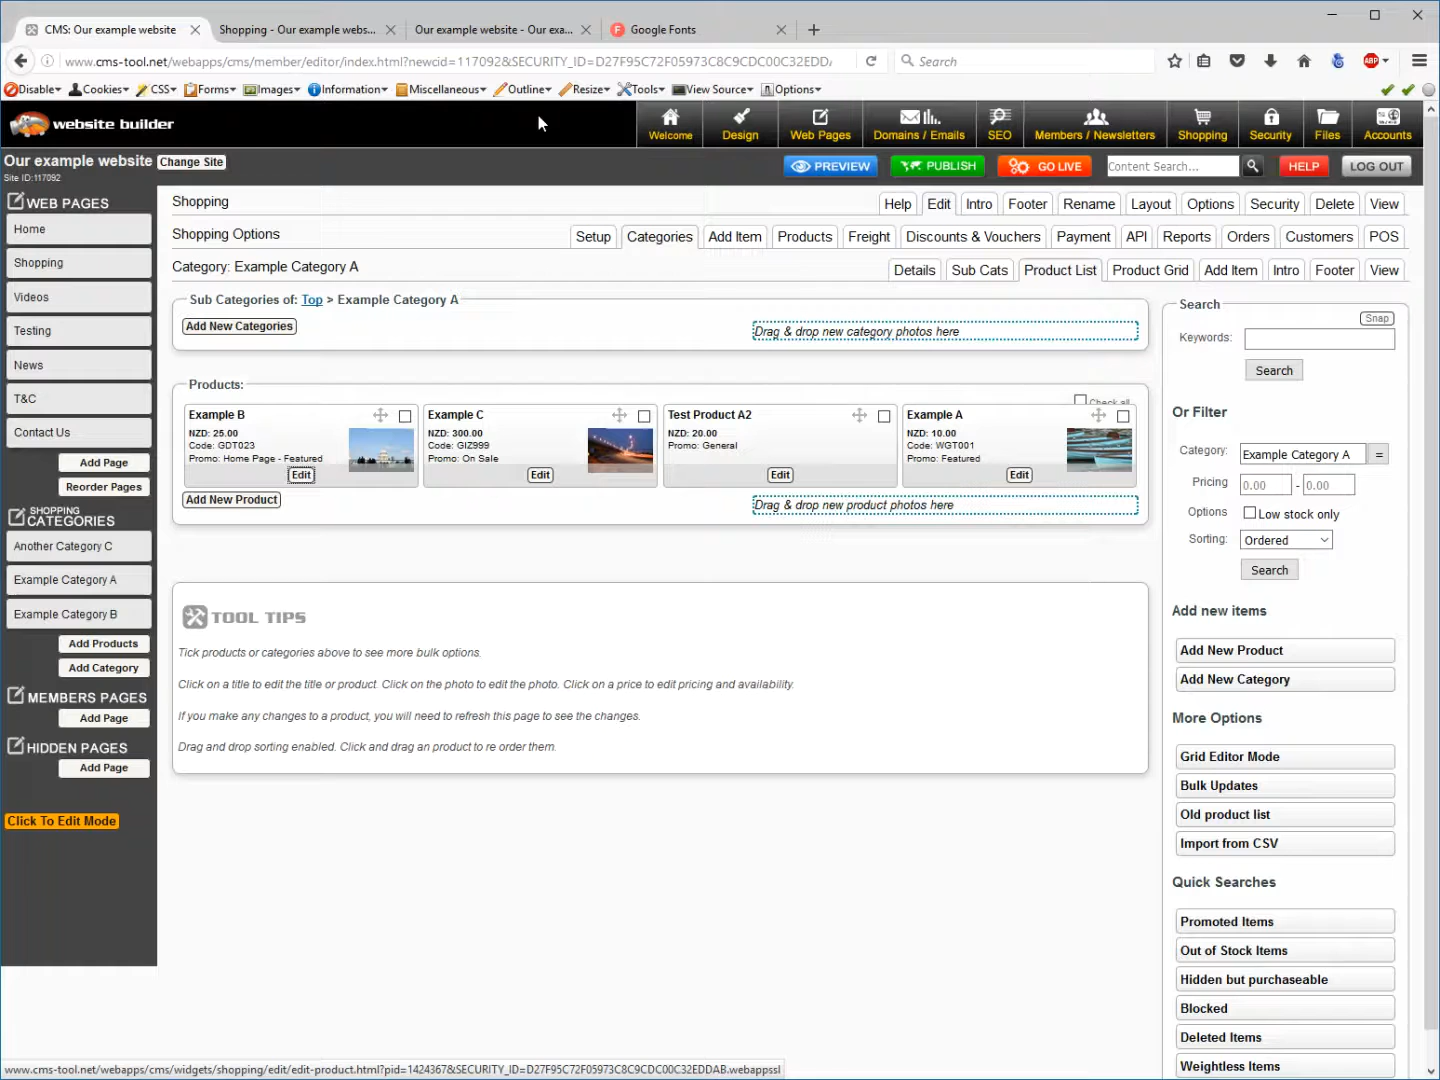 CMS: Our example website
Shopping - Our example webs...
Our example website - Our exa...
Google Fonts
www.cms-tool.net/webapps/cms/member/editor/index.html?newcid=117092&SECURITY_ID=D27F95C72F05973C8C9CDC00C32EDD
Search
ABP
Disable
Cookies
CSS
Forms
Images
Information
Miscellaneous
Outline
Resize
Tools
View Source
Options
website builder
Welcome
Design
Web Pages
Domains / Emails
SEO
Members / Newsletters
Shopping
Security
Files
Accounts
Our example website
Change Site
Site ID:117092
PREVIEW
PUBLISH
GO LIVE
Content Search...
HELP
LOG OUT
WEB PAGES
Home
Shopping
Videos
Testing
News
T&C
Contact Us
Add Page
Reorder Pages
SHOPPING
CATEGORIES
Another Category C
Example Category A
Example Category B
Add Products
Add Category
MEMBERS PAGES
Add Page
HIDDEN PAGES
Add Page
Click To Edit Mode
Shopping
Help
Edit
Intro
Footer
Rename
Layout
Options
Security
Delete
View
Shopping Options
Setup
Categories
Add Item
Products
Freight
Discounts & Vouchers
Payment
API
Reports
Orders
Customers
POS
Category: Example Category A
Details
Sub Cats
Product List
Product Grid
Add Item
Intro
Footer
View
Sub Categories of: Top > Example Category A
Add New Categories
Drag & drop new category photos here
Products:
Check all
Example B
NZD: 25.00
Code: GDT023
Promo: Home Page - Featured
Edit
Example C
NZD: 300.00
Code: GIZ999
Promo: On Sale
Edit
Test Product A2
NZD: 20.00
Promo: General
Edit
Example A
NZD: 10.00
Code: WGT001
Promo: Featured
Edit
Add New Product
Drag & drop new product photos here
TOOL TIPS
Tick products or categories above to see more bulk options.
Click on a title to edit the title or product. Click on the photo to edit the photo. Click on a price to edit pricing and availability.
If you make any changes to a product, you will need to refresh this page to see the changes.
Drag and drop sorting enabled. Click and drag an product to re order them.
Search
Snap
Keywords:
Search
Or Filter
Category:
Example Category A
=
Pricing
0.00 - 0.00
Options
Low stock only
Sorting:
Ordered
Search
Add new items
Add New Product
Add New Category
More Options
Grid Editor Mode
Bulk Updates
Old product list
Import from CSV
Quick Searches
Promoted Items
Out of Stock Items
Hidden but purchaseable
Blocked
Deleted Items
Weightless Items
www.cms-tool.net/webapps/cms/widgets/shopping/edit/edit-product.html?pid=1424367&SECURITY_ID=D27F95C72F05973C8C9CDC00C32EDDAB.webappssl